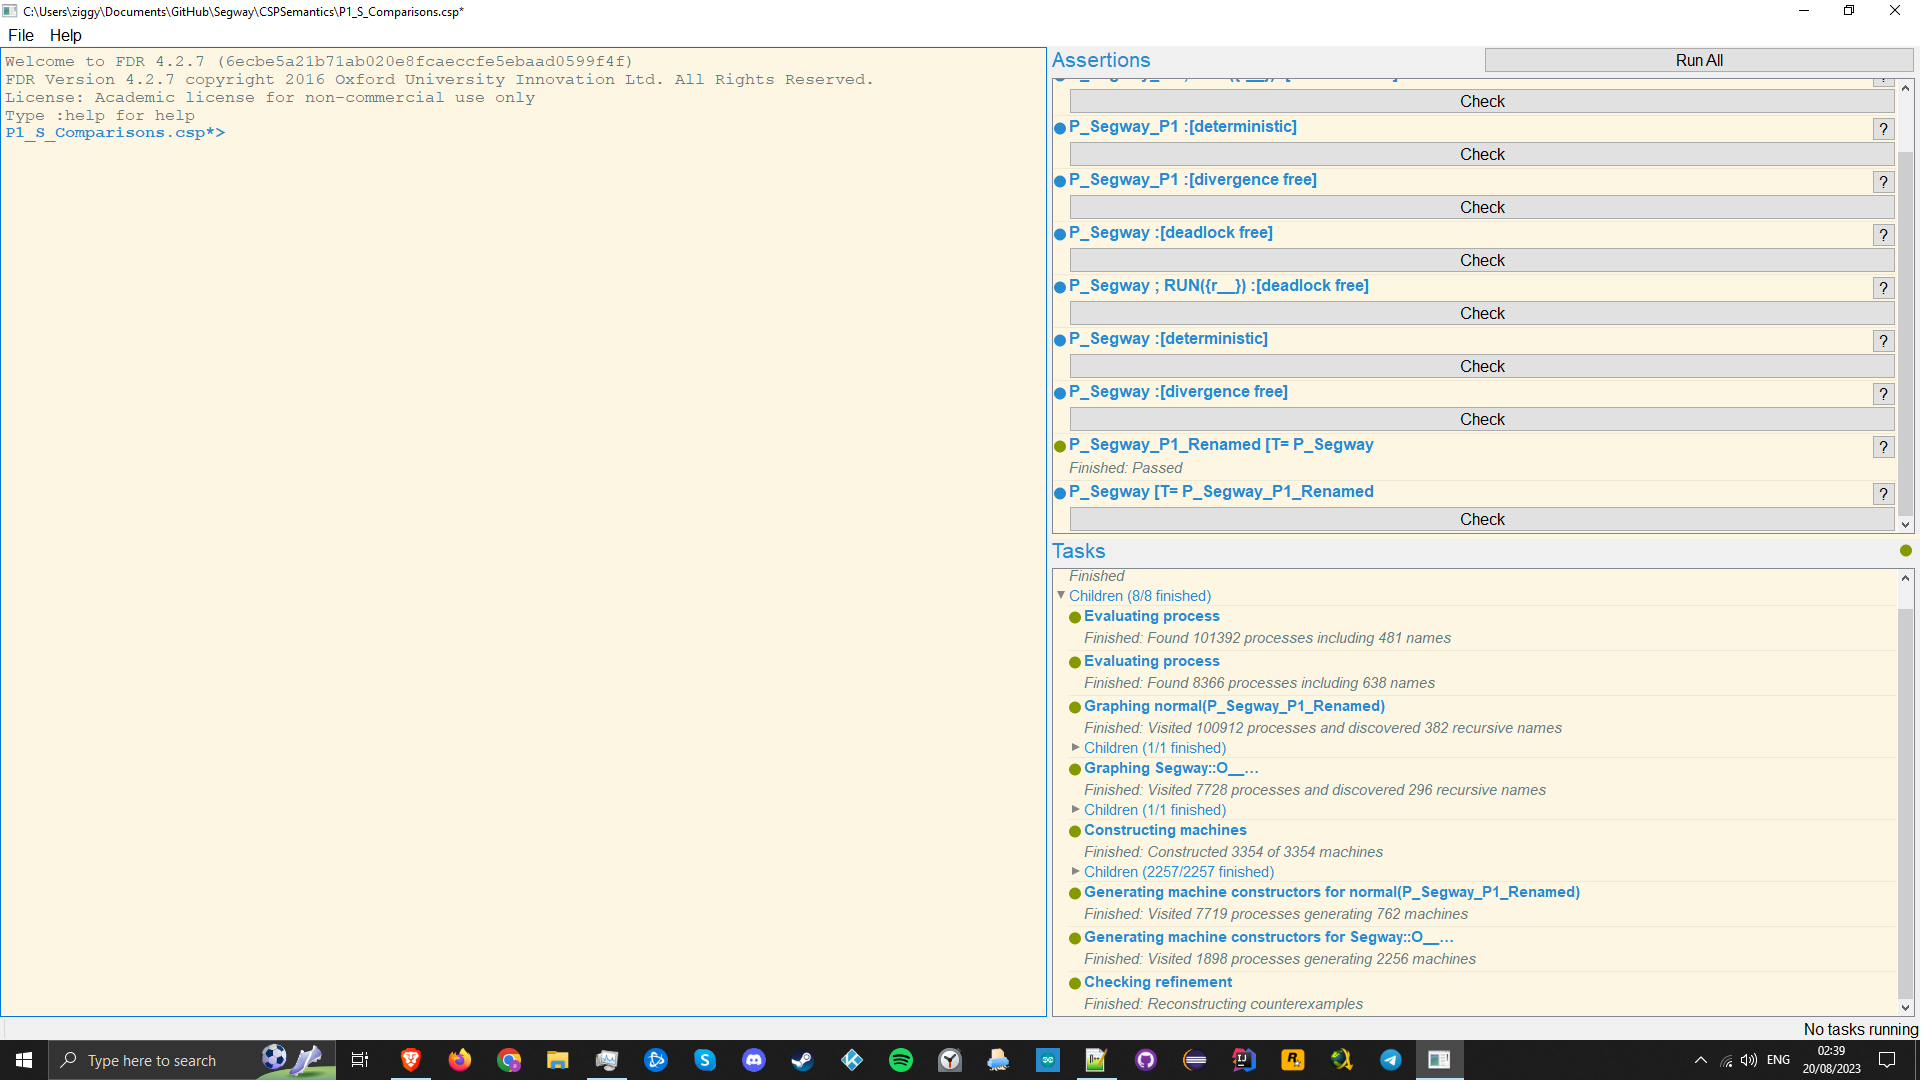 C:\Users\ziggy\Documents\GitHub\Segway\CSPSemantics\P1_S_Comparisons.csp*
File Help
Welcome to FDR 4.2.7 (6ecbe5a21b71ab020e8fcaeccfe5ebaad0599f4f)
FDR Version 4.2.7 copyright 2016 Oxford University Innovation Ltd. All Rights Reserved.
License: Academic license for non-commercial use only
Type :help for help
P1_S_Comparisons.csp*>
Assertions
Run All
Check
P_Segway_P1 :[deterministic]
?
Check
P_Segway_P1 :[divergence free]
?
Check
P_Segway :[deadlock free]
?
Check
P_Segway ; RUN({r__}) :[deadlock free]
?
Check
P_Segway :[deterministic]
?
Check
P_Segway :[divergence free]
?
Check
P_Segway_P1_Renamed [T= P_Segway
?
Finished: Passed
P_Segway [T= P_Segway_P1_Renamed
?
Check
Tasks
Finished
Children (8/8 finished)
Evaluating process
Finished: Found 101392 processes including 481 names
Evaluating process
Finished: Found 8366 processes including 638 names
Graphing normal(P_Segway_P1_Renamed)
Finished: Visited 100912 processes and discovered 382 recursive names
Children (1/1 finished)
Graphing Segway::O__...
Finished: Visited 7728 processes and discovered 296 recursive names
Children (1/1 finished)
Constructing machines
Finished: Constructed 3354 of 3354 machines
Children (2257/2257 finished)
Generating machine constructors for normal(P_Segway_P1_Renamed)
Finished: Visited 7719 processes generating 762 machines
Generating machine constructors for Segway::O__...
Finished: Visited 1898 processes generating 2256 machines
Checking refinement
Finished: Reconstructing counterexamples
No tasks running
Type here to search
ENG
02:39
20/08/2023